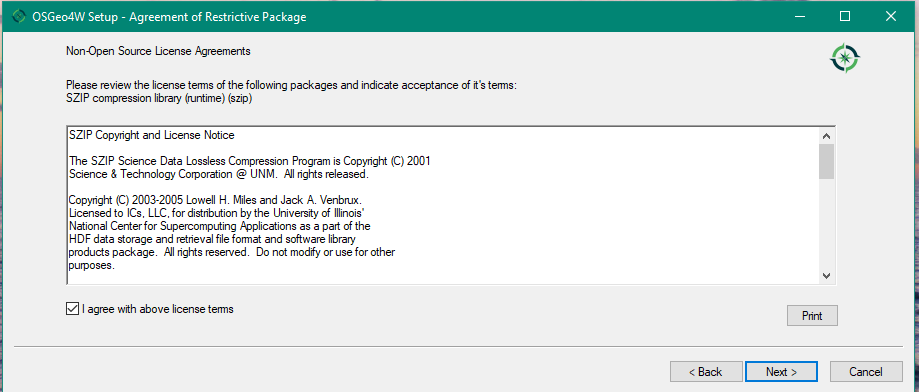 OSGeo4W Setup - Agreement of Restrictive Package
Non-Open Source License Agreements
Please review the license terms of the following packages and indicate acceptance of it's terms:
SZIP compression library (runtime) (szip)
SZIP Copyright and License Notice
The SZIP Science Data Lossless Compression Program is Copyright (C) 2001
Science & Technology Corporation @ UNM.  All rights released.
Copyright (C) 2003-2005 Lowell H. Miles and Jack A. Venbrux.
Licensed to ICs, LLC, for distribution by the University of Illinois'
National Center for Supercomputing Applications as a part of the
HDF data storage and retrieval file format and software library
products package.  All rights reserved.  Do not modify or use for other
purposes.
I agree with above license terms
Print
< Back
Next >
Cancel